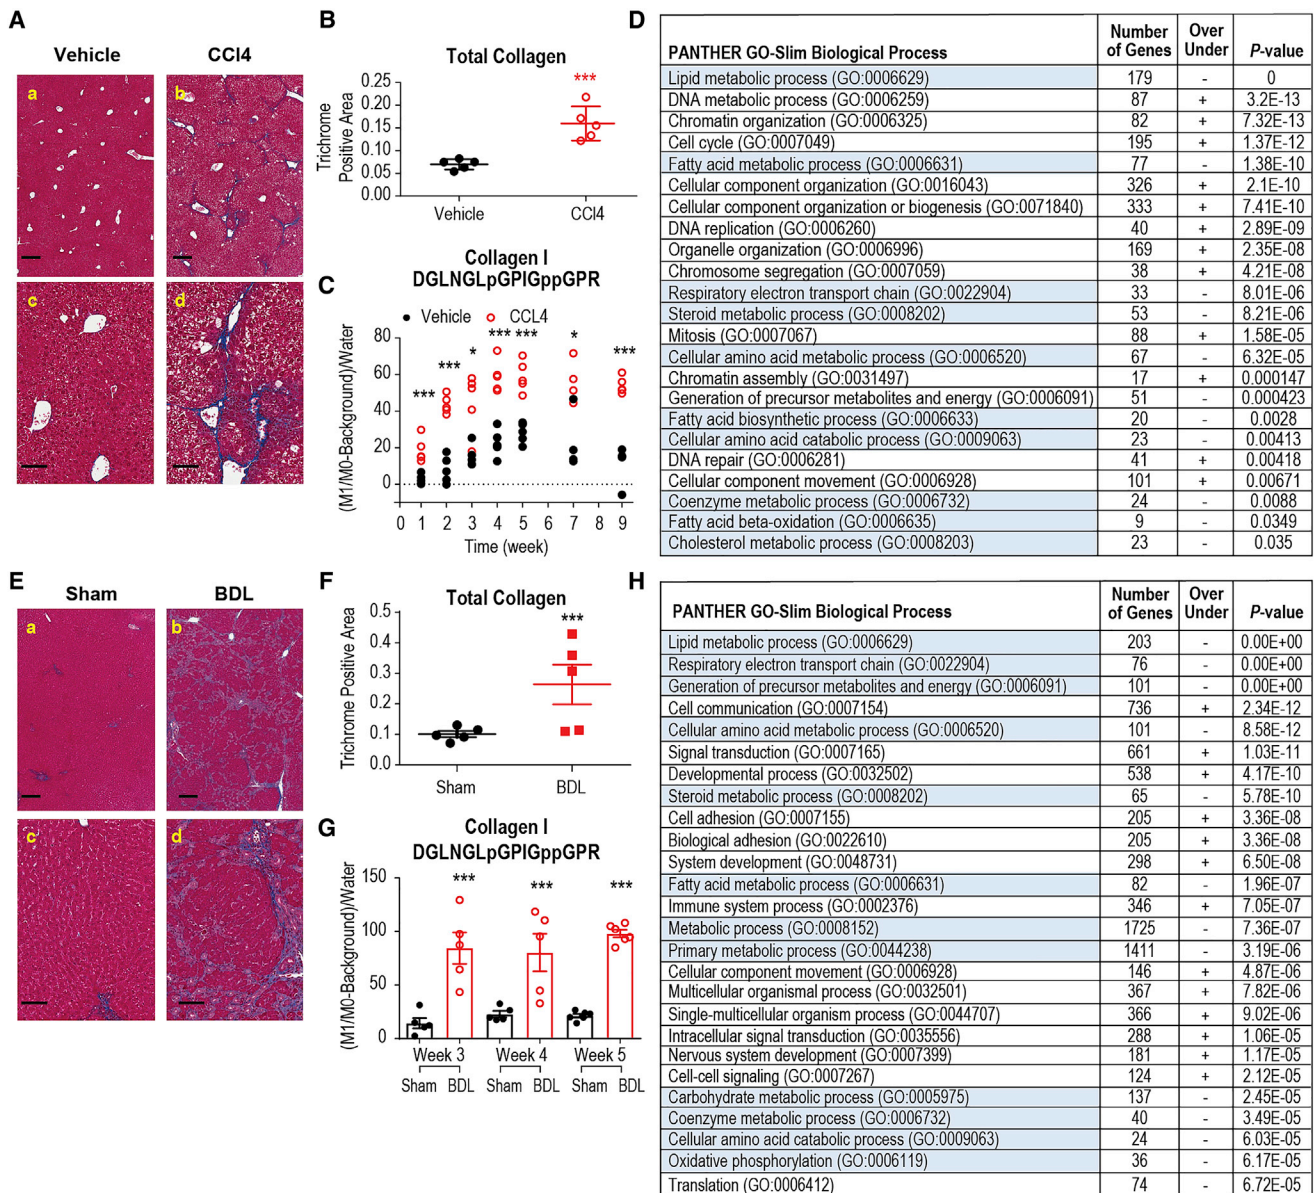 A
Vehicle
CCl4
a
b
c
d
B
Total Collagen
***
Trichrome
Positive Area
0.25
0.20
0.15
0.10
0.05
0.00
Vehicle
CCl4
C
Collagen I
DGLNGLpGPIGppGPR
Vehicle
CCL4
***
***
*
***
***
*
***
(M1/M0-Background)/Water
80
60
40
20
0
0 1 2 3 4 5 6 7 8 9
Time (week)
D
PANTHER GO-Slim Biological Process
Number of Genes
Over Under
P-value
Lipid metabolic process (GO:0006629) 179 - 0
DNA metabolic process (GO:0006259) 87 + 3.2E-13
Chromatin organization (GO:0006325) 82 + 7.32E-13
Cell cycle (GO:0007049) 195 + 1.37E-12
Fatty acid metabolic process (GO:0006631) 77 - 1.38E-10
Cellular component organization (GO:0016043) 326 + 2.1E-10
Cellular component organization or biogenesis (GO:0071840) 333 + 7.41E-10
DNA replication (GO:0006260) 40 + 2.89E-09
Organelle organization (GO:0006996) 169 + 2.35E-08
Chromosome segregation (GO:0007059) 38 + 4.21E-08
Respiratory electron transport chain (GO:0022904) 33 - 8.01E-06
Steroid metabolic process (GO:0008202) 53 - 8.21E-06
Mitosis (GO:0007067) 88 + 1.58E-05
Cellular amino acid metabolic process (GO:0006520) 67 - 6.32E-05
Chromatin assembly (GO:0031497) 17 + 0.000147
Generation of precursor metabolites and energy (GO:0006091) 51 - 0.000423
Fatty acid biosynthetic process (GO:0006633) 20 - 0.0028
Cellular amino acid catabolic process (GO:0009063) 23 - 0.00413
DNA repair (GO:0006281) 41 + 0.00418
Cellular component movement (GO:0006928) 101 + 0.00671
Coenzyme metabolic process (GO:0006732) 24 - 0.0088
Fatty acid beta-oxidation (GO:0006635) 9 - 0.0349
Cholesterol metabolic process (GO:0008203) 23 - 0.035
E
Sham
BDL
a
b
c
d
F
Total Collagen
***
Trichrome Positive Area
0.5
0.4
0.3
0.2
0.1
0.0
Sham
BDL
G
Collagen I
DGLNGLpGPIGppGPR
(M1/M0-Background)/Water
150
100
50
0
***
***
***
Week 3 Week 4 Week 5
Sham BDL Sham BDL Sham BDL
H
PANTHER GO-Slim Biological Process
Number of Genes
Over Under
P-value
Lipid metabolic process (GO:0006629) 203 - 0.00E+00
Respiratory electron transport chain (GO:0022904) 76 - 0.00E+00
Generation of precursor metabolites and energy (GO:0006091) 101 - 0.00E+00
Cell communication (GO:0007154) 736 + 2.34E-12
Cellular amino acid metabolic process (GO:0006520) 101 - 8.58E-12
Signal transduction (GO:0007165) 661 + 1.03E-11
Developmental process (GO:0032502) 538 + 4.17E-10
Steroid metabolic process (GO:0008202) 65 - 5.78E-10
Cell adhesion (GO:0007155) 205 + 3.36E-08
Biological adhesion (GO:0022610) 205 + 3.36E-08
System development (GO:0048731) 298 + 6.50E-08
Fatty acid metabolic process (GO:0006631) 82 - 1.96E-07
Immune system process (GO:0002376) 346 + 7.05E-07
Metabolic process (GO:0008152) 1725 - 7.36E-07
Primary metabolic process (GO:0044238) 1411 - 3.19E-06
Cellular component movement (GO:0006928) 146 + 4.87E-06
Multicellular organismal process (GO:0032501) 367 + 7.82E-06
Single-multicellular organism process (GO:0044707) 366 + 9.02E-06
Intracellular signal transduction (GO:0035556) 288 + 1.06E-05
Nervous system development (GO:0007399) 181 + 1.17E-05
Cell-cell signaling (GO:0007267) 124 + 2.12E-05
Carbohydrate metabolic process (GO:0005975) 137 - 2.45E-05
Coenzyme metabolic process (GO:0006732) 40 - 3.49E-05
Cellular amino acid catabolic process (GO:0009063) 24 - 6.03E-05
Oxidative phosphorylation (GO:0006119) 36 - 6.17E-05
Translation (GO:0006412) 74 - 6.72E-05